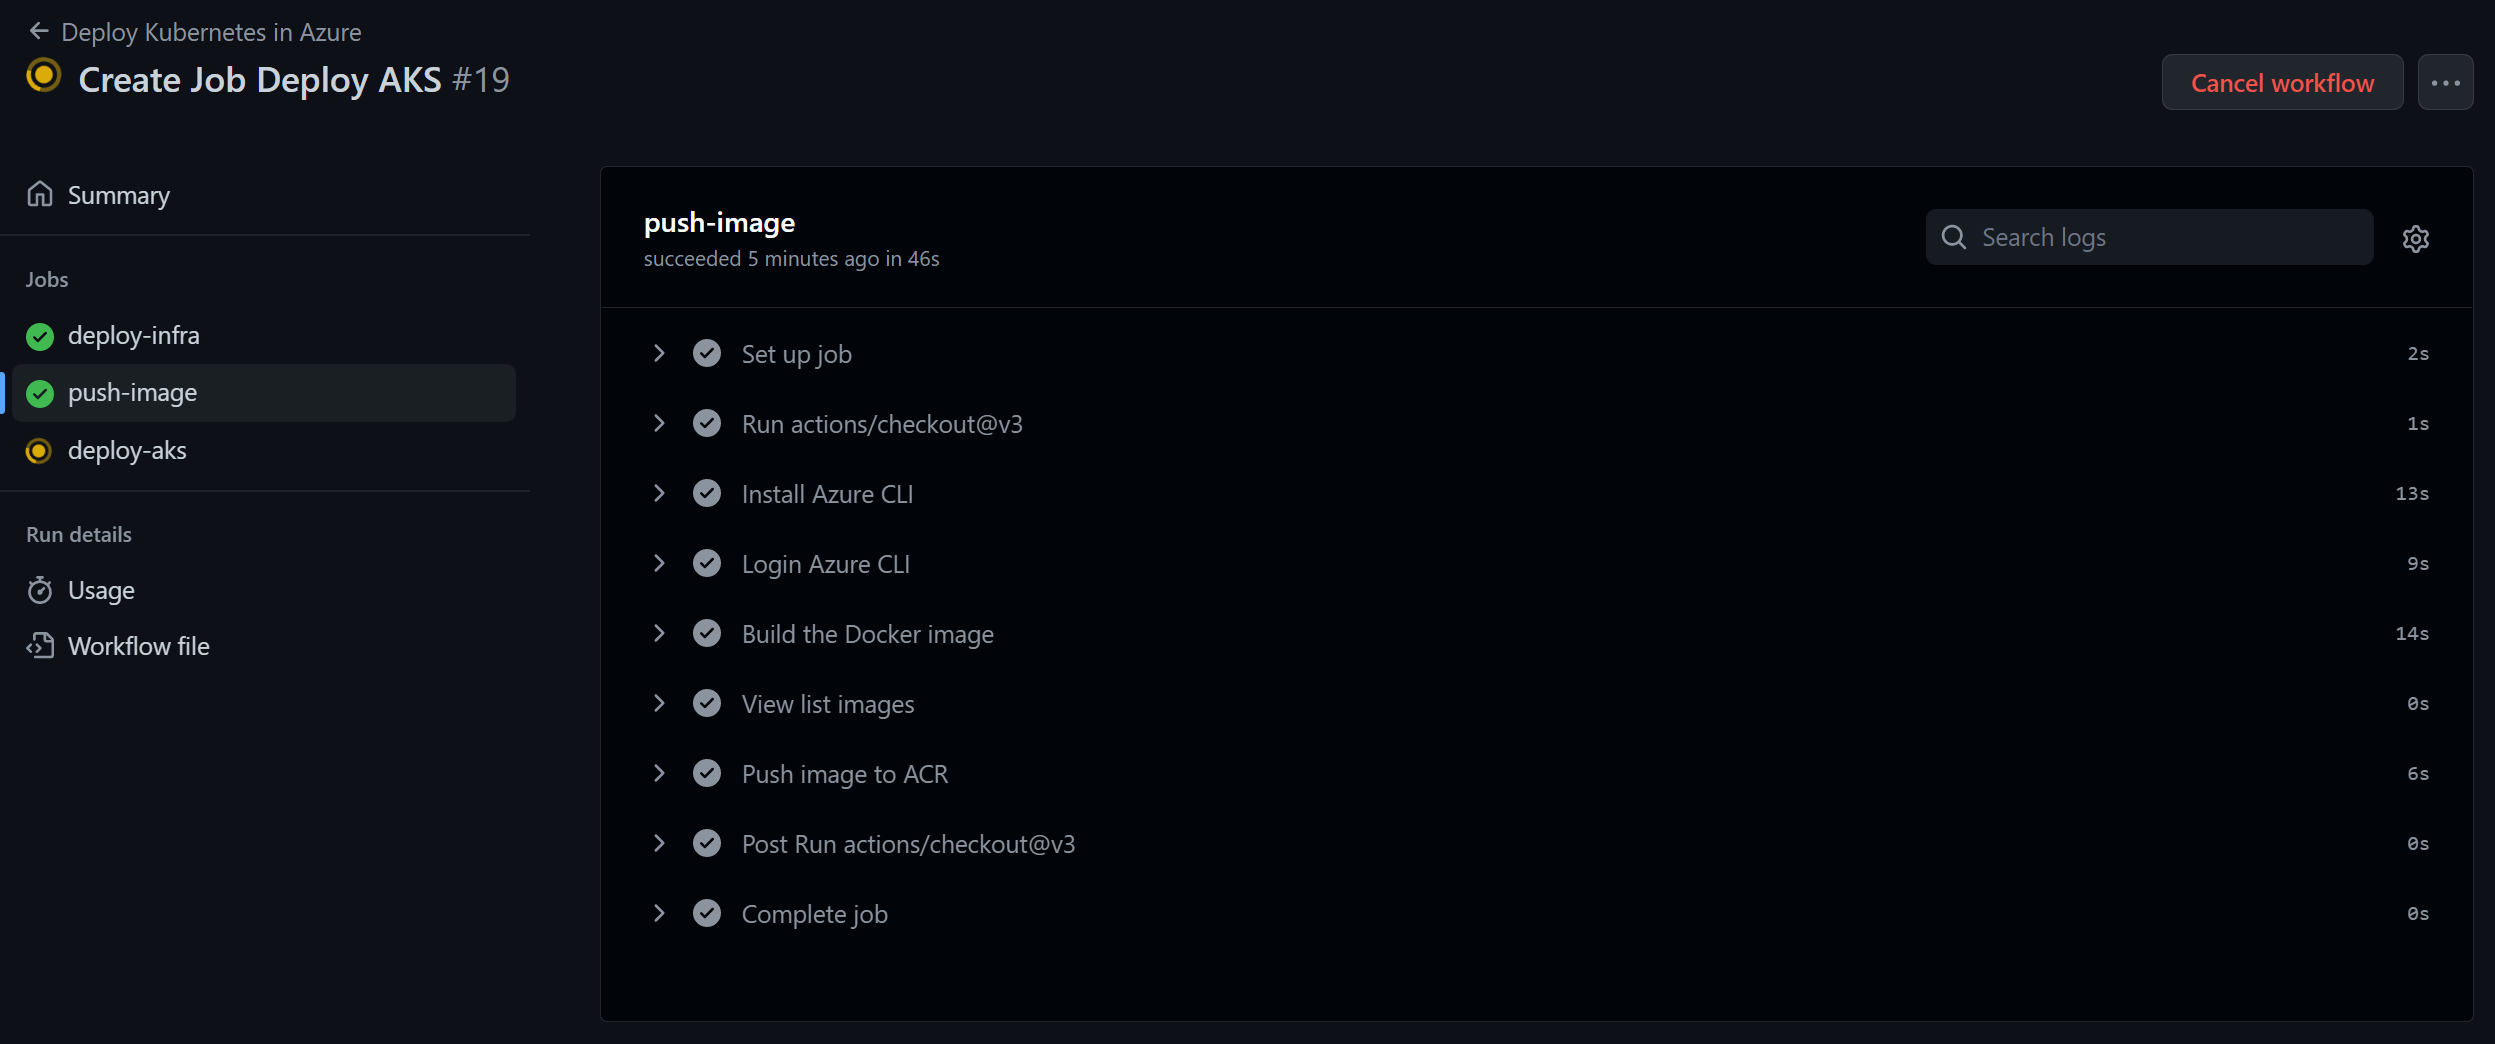 Deploy Kubernetes in Azure
Create Job Deploy AKS #19
Cancel workflow
Summary
Jobs
deploy-infra
push-image
deploy-aks
Run details
Usage
Workflow file
push-image
succeeded 5 minutes ago in 46s
Search logs
Set up job 2s
Run actions/checkout@v3 1s
Install Azure CLI 13s
Login Azure CLI 9s
Build the Docker image 14s
View list images 0s
Push image to ACR 6s
Post Run actions/checkout@v3 0s
Complete job 0s